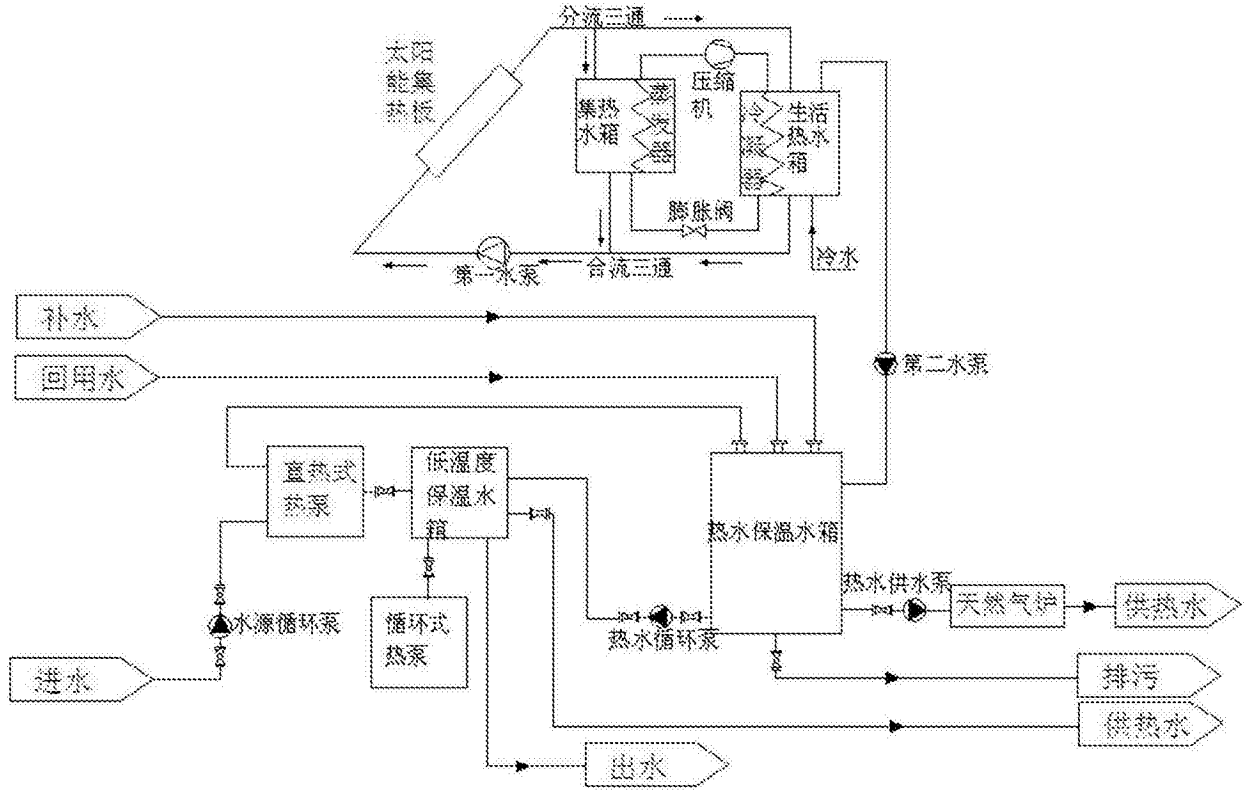 分流三通
太阳
能集
热板
压缩
机
集热
水箱
蒸
发
器
冷
凝
器
生活
热水
箱
膨胀阀
冷水
第一水泵
合流三通
补水
回用水
第二水泵
直热式
热泵
低温度
保温水
箱
热水保温水箱
热水供水泵
天然气炉
供热水
水源循环泵
循环式
热泵
热水循环泵
进水
排污
供热水
出水